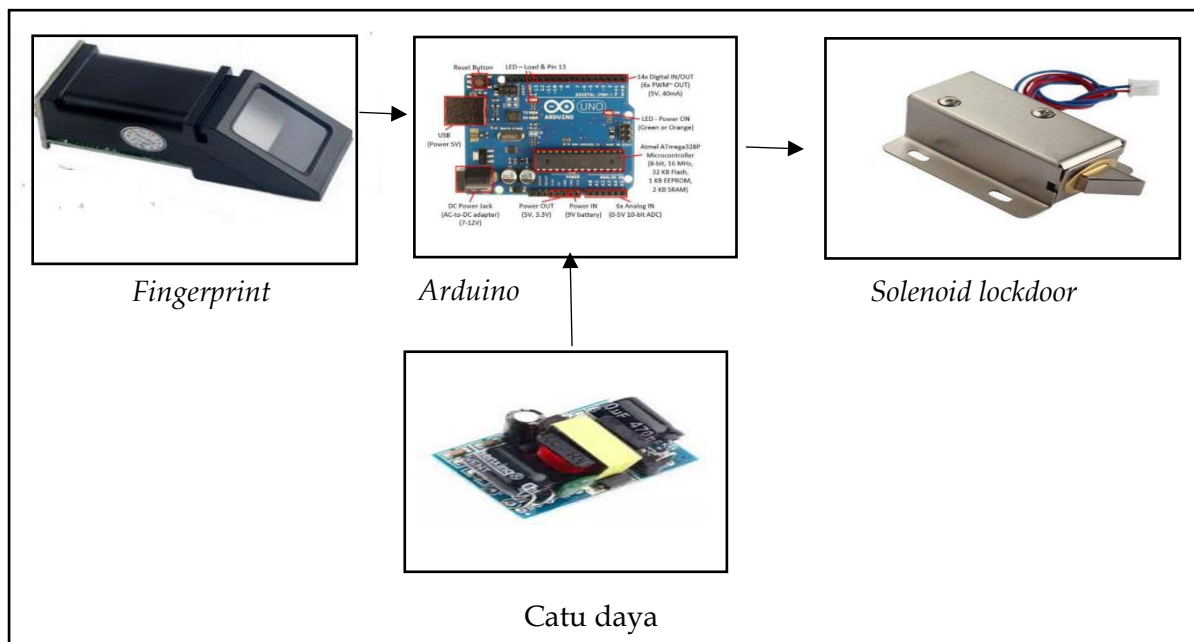 Reset Button
LED – Load & Pin 13
14x Digital IN/OUT
(6x PWM~ OUT)
(5V, 40mA)
USB
(Power 5V)
UNO
ARDUINO
LED - Power ON
(Green or Orange)
Atmel ATmega328P
Microcontroller
(8-bit, 16 MHz,
32 KB Flash,
1 KB EEPROM,
2 KB SRAM)
DC Power Jack
(AC-to-DC adapter)
(7-12V)
Power OUT
(5V, 3.3V)
Power IN
(9V battery)
6x Analog IN
(0-5V 10-bit ADC)
Fingerprint
Arduino
Solenoid lockdoor
Catu daya